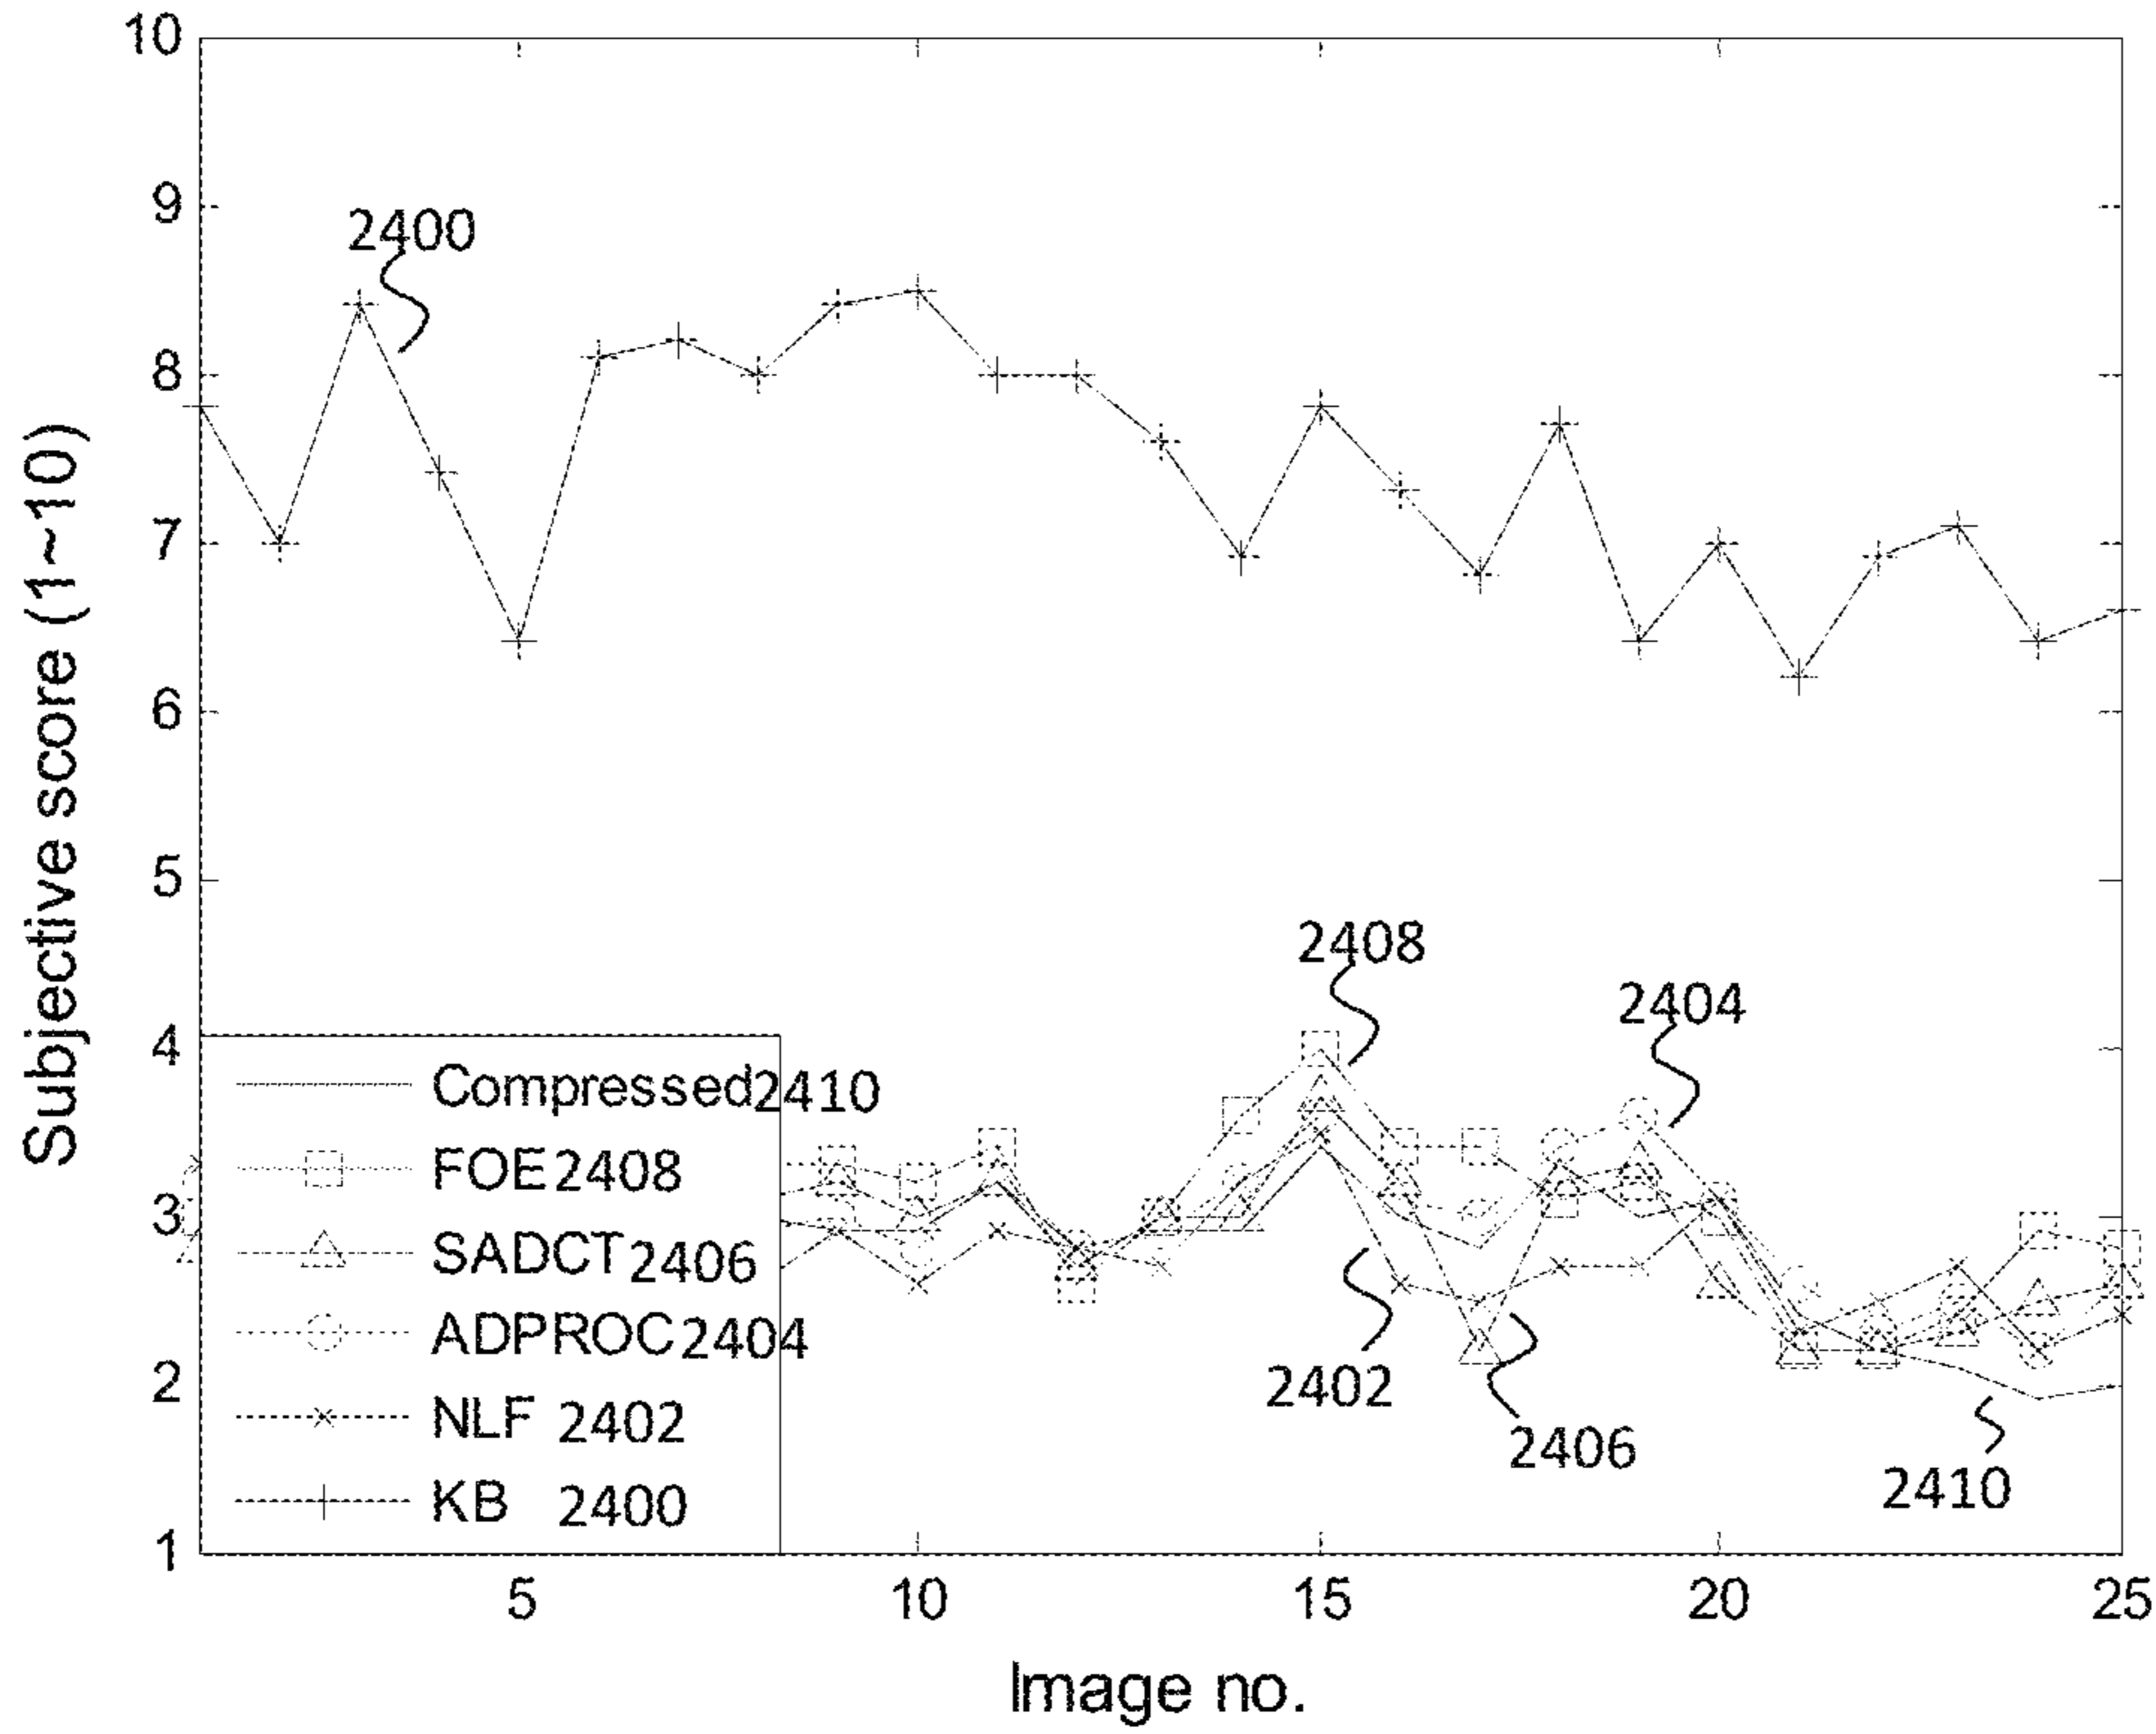 10
9
8
7
6
5
4
3
2
1
Subjective score (1~10)
2400
2408
2404
2402
2406
2410
Compressed2410
FOE2408
SADCT2406
ADPROC2404
NLF 2402
KB 2400
5 10 15 20 25
Image no.